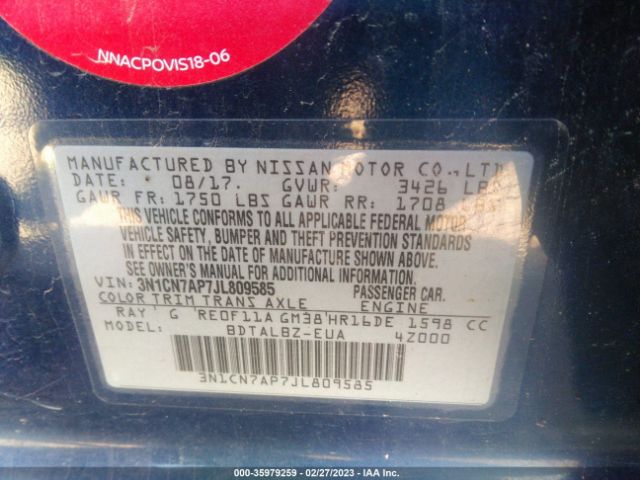 NNACPOVIS18-06
MANUFACTURED BY NISSAN MOTOR CO.,LTD.
DATE: 08/17. GVWR: 3426 LBS
GAWR FR: 1750 LBS GAWR RR: 1708 LBS
THIS VEHICLE CONFORMS TO ALL APPLICABLE FEDERAL MOTOR
VEHICLE SAFETY, BUMPER AND THEFT PREVENTION STANDARDS
IN EFFECT ON THE DATE OF MANUFACTURE SHOWN ABOVE.
SEE OWNER'S MANUAL FOR ADDITIONAL INFORMATION.
VIN: 3N1CN7AP7JL809585 PASSENGER CAR.
COLOR TRIM TRANS AXLE ENGINE
RAY G RE0F11A GM38 HR16DE 1598 CC
MODEL: BDTALBZ-EUA 4Z000
3N1CN7AP7JL809585
000-35979259 — 02/27/2023 — IAA Inc.